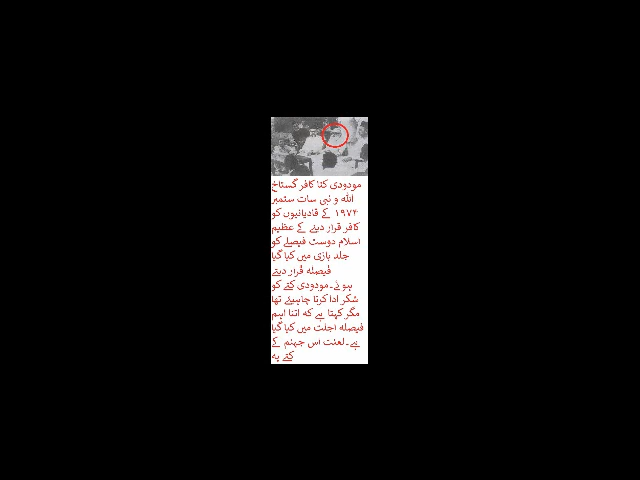 مودودی کتا کافر گستاخ
اللہ و نبی سات ستمبر
۱۹۷۴ کے قادیانیوں کو
کافر قرار دینے کے عظیم
اسلام دوست فیصلے کو
جلد بازی میں کیا گیا
فیصلہ قرار دیتے
ہوئے۔مودودی کتے کو
شکر ادا کرنا چاہیئے تھا
مگر کہتا ہے کہ اتنا اہم
فیصلہ اجلت میں کیا گیا
ہے۔لعنت اس جہنم کے
کتے پہ